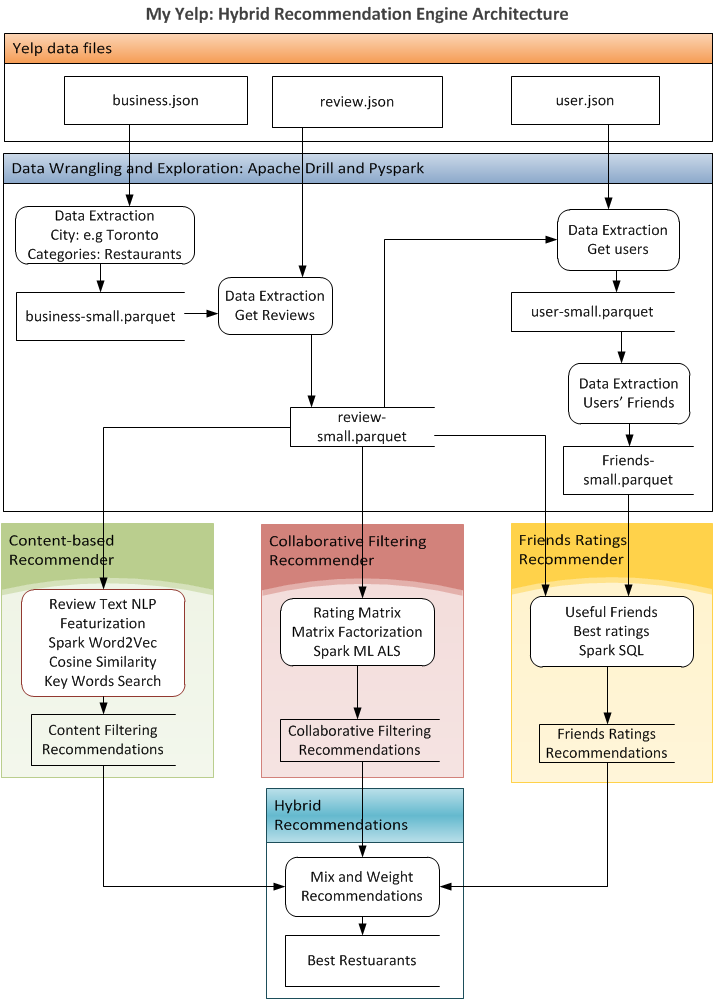 My Yelp: Hybrid Recommendation Engine Architecture
Yelp data files
business.json
review.json
user.json
Data Wrangling and Exploration: Apache Drill and Pyspark
Data Extraction
City: e.g Toronto
Categories: Restaurants
Data Extraction
Get users
Data Extraction
Get Reviews
business-small.parquet
user-small.parquet
Data Extraction
Users' Friends
review-
small.parquet
Friends-
small.parquet
Content-based
Recommender
Collaborative Filtering
Recommender
Friends Ratings
Recommender
Review Text NLP
Featurization
Spark Word2Vec
Cosine Similarity
Key Words Search
Rating Matrix
Matrix Factorization
Spark ML ALS
Useful Friends
Best ratings
Spark SQL
Content Filtering
Recommendations
Collaborative Filtering
Recommendations
Friends Ratings
Recommendations
Hybrid
Recommendations
Mix and Weight
Recommendations
Best Restuarants